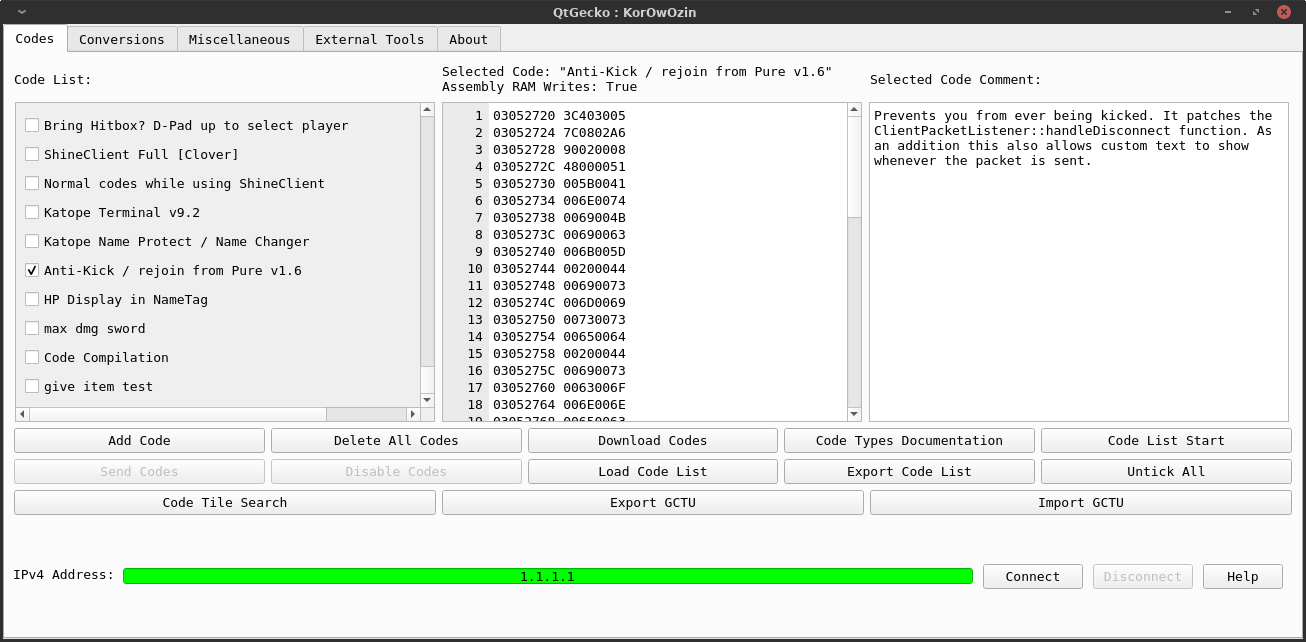 QtGecko : KorOwOzin
Codes
Conversions
Miscellaneous
External Tools
About
Code List:
Bring Hitbox? D-Pad up to select player
ShineClient Full [Clover]
Normal codes while using ShineClient
Katope Terminal v9.2
Katope Name Protect / Name Changer
Anti-Kick / rejoin from Pure v1.6
HP Display in NameTag
max dmg sword
Code Compilation
give item test
Selected Code: "Anti-Kick / rejoin from Pure v1.6"
Assembly RAM Writes: True
1 03052720 3C403005
2 03052724 7C0802A6
3 03052728 90020008
4 0305272C 48000051
5 03052730 005B0041
6 03052734 006E0074
7 03052738 0069004B
8 0305273C 00690063
9 03052740 006B005D
10 03052744 00200044
11 03052748 00690073
12 0305274C 006D0069
13 03052750 00730073
14 03052754 00650064
15 03052758 00200044
16 0305275C 00690073
17 03052760 0063006F
18 03052764 006E006E
19 03052768 00650063
Selected Code Comment:
Prevents you from ever being kicked. It patches the
ClientPacketListener::handleDisconnect function. As
an addition this also allows custom text to show
whenever the packet is sent.
Add Code
Delete All Codes
Download Codes
Code Types Documentation
Code List Start
Send Codes
Disable Codes
Load Code List
Export Code List
Untick All
Code Tile Search
Export GCTU
Import GCTU
IPv4 Address:
1.1.1.1
Connect
Disconnect
Help